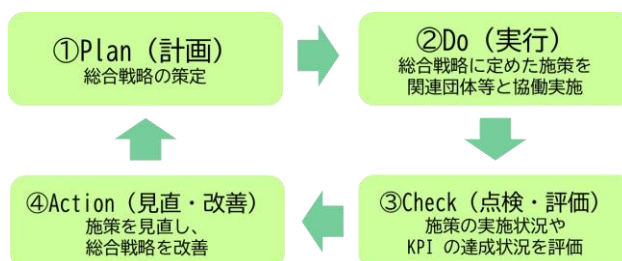 ①Plan（計画）
総合戦略の策定
②Do（実行）
総合戦略に定めた施策を
関連団体等と協働実施
③Check（点検・評価）
施策の実施状況や
KPI の達成状況を評価
④Action（見直・改善）
施策を見直し、
総合戦略を改善